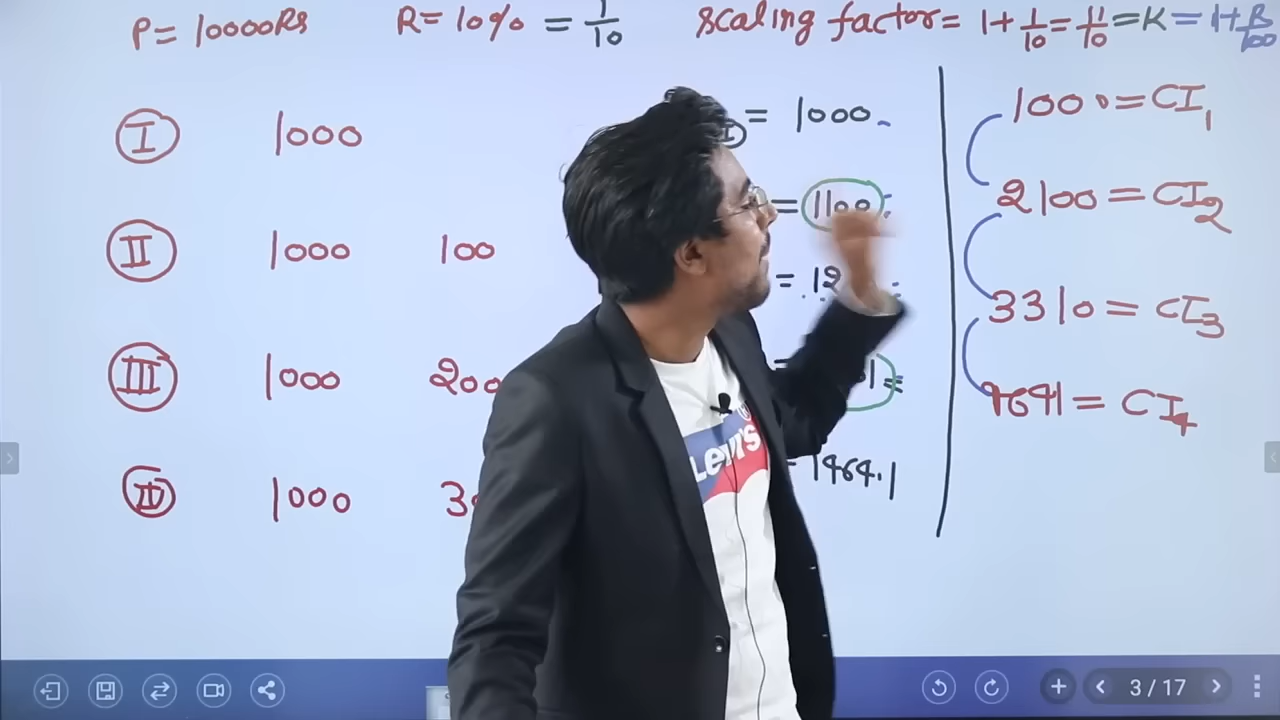 P = 10000Rs R = 10% = 1/10 scaling factor = 1 + 1/10 = 11/10 = K = 1 + R/100
I 1000 I = 1000 1000 = CI1
II 1000 100 = 1100 2100 = CI2
= 12 3310 = CI3
III 1000 200 = 4641 = CI4
IV 1000 = 1464.1
Levi's
3 / 17